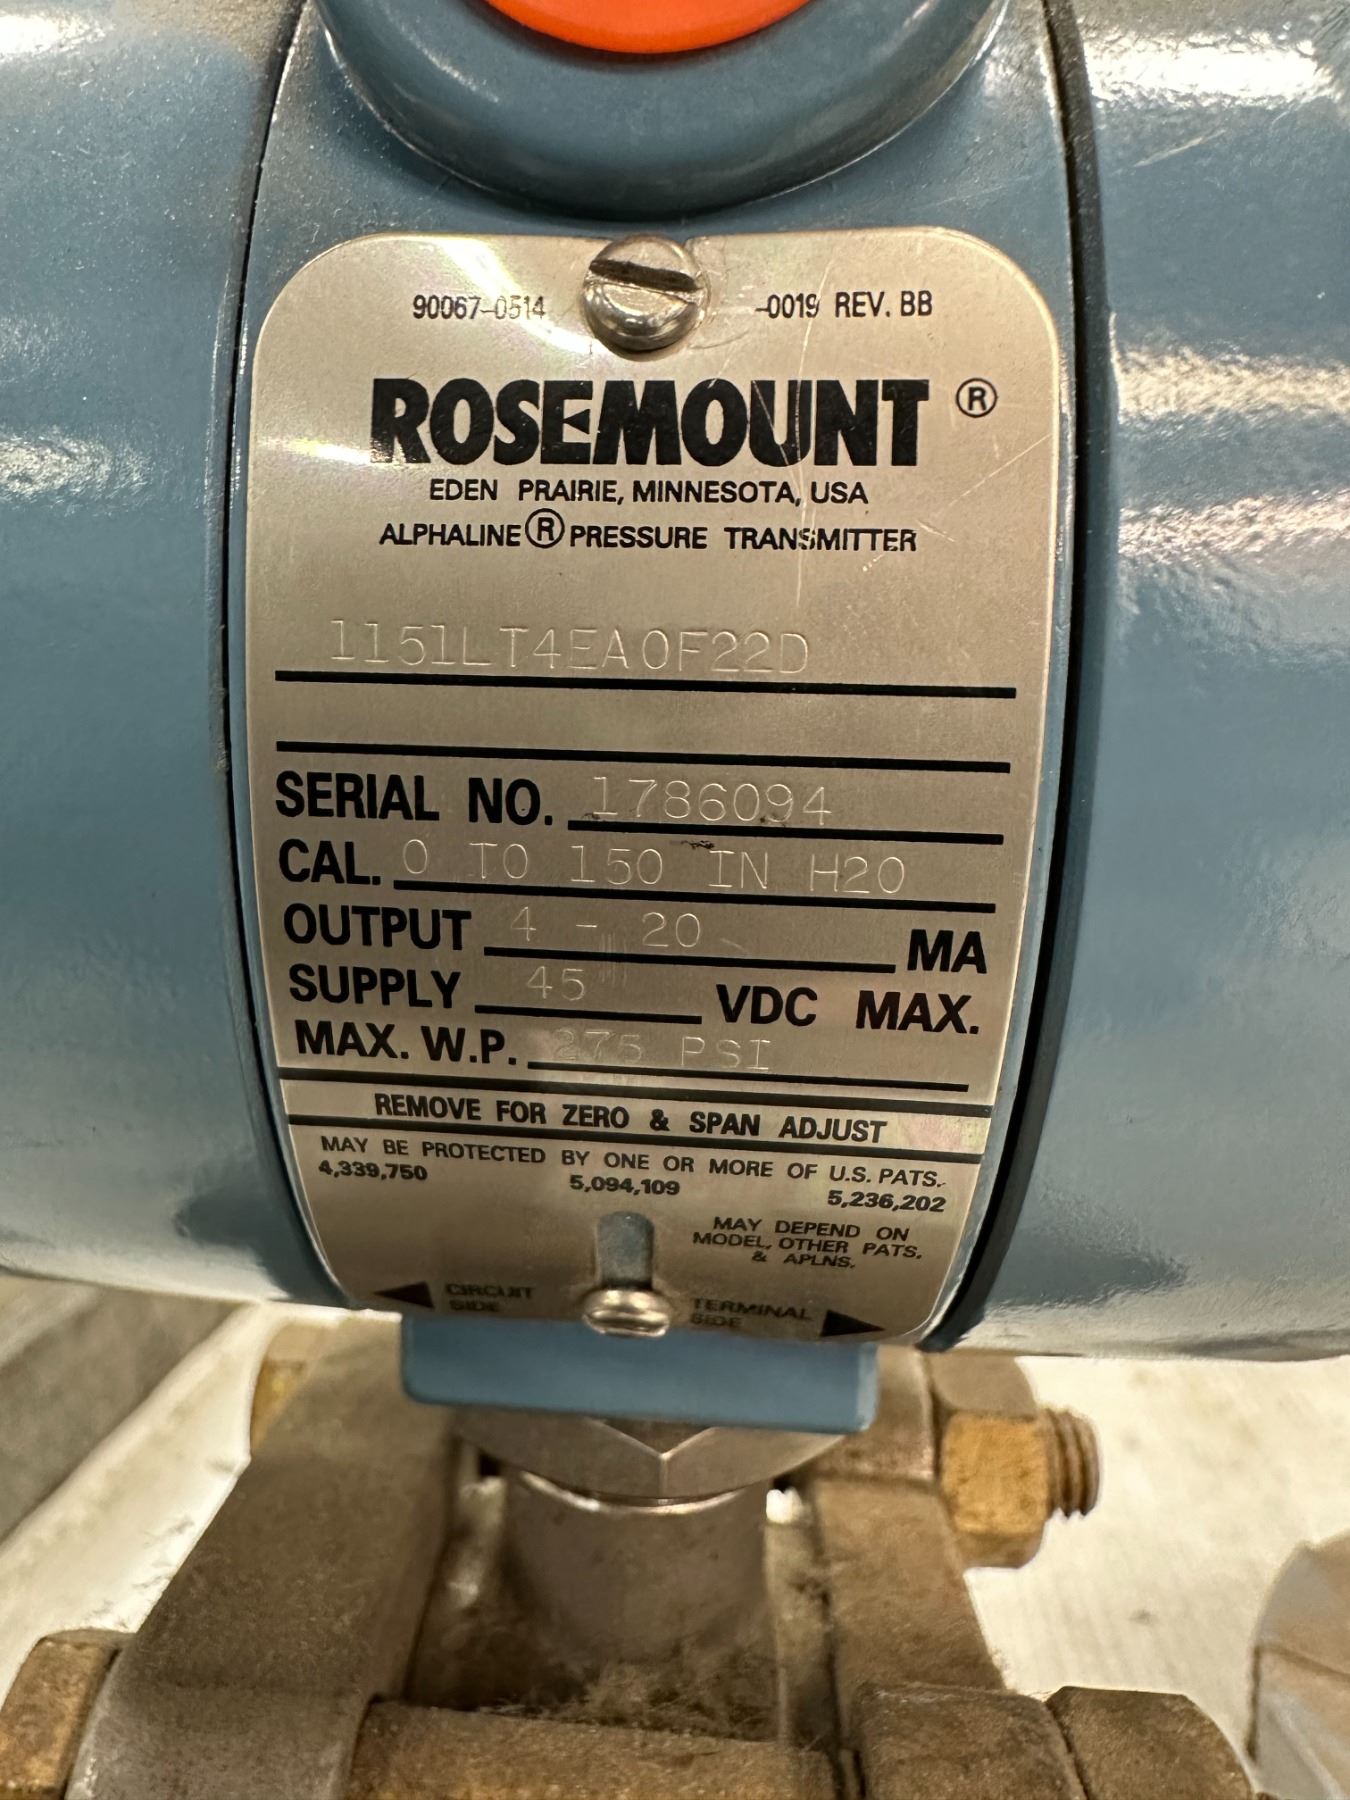 90067-0514 -0019 REV. BB
ROSEMOUNT ®
EDEN PRAIRIE, MINNESOTA, USA
ALPHALINE ® PRESSURE TRANSMITTER
1151LT4EA0F22D
SERIAL NO. 1786094
CAL. 0 TO 150 IN H2O
OUTPUT 4 - 20 MA
SUPPLY 45 VDC MAX.
MAX. W.P. 275 PSI
REMOVE FOR ZERO & SPAN ADJUST
MAY BE PROTECTED BY ONE OR MORE OF U.S. PATS.
4,339,750 5,094,109 5,236,202
MAY DEPEND ON
MODEL, OTHER PATS.
& APLNS.
CIRCUIT
SIDE
TERMINAL
SIDE